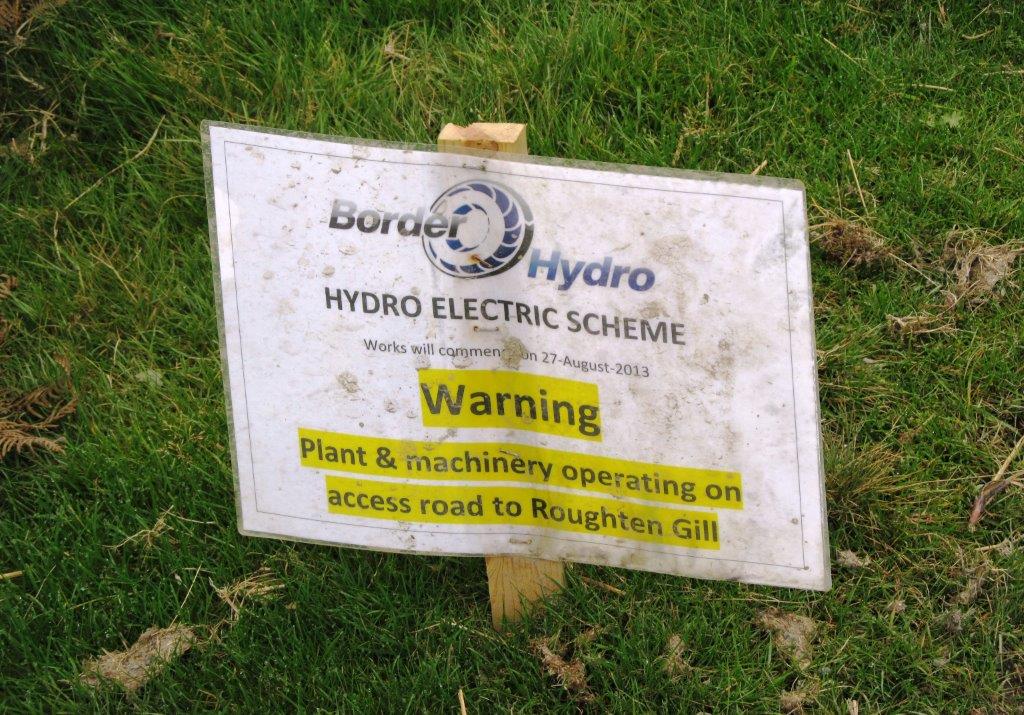 Border
Hydro
HYDRO ELECTRIC SCHEME
Works will commen on 27-August-2013
Warning
Plant & machinery operating on
access road to Roughten Gill